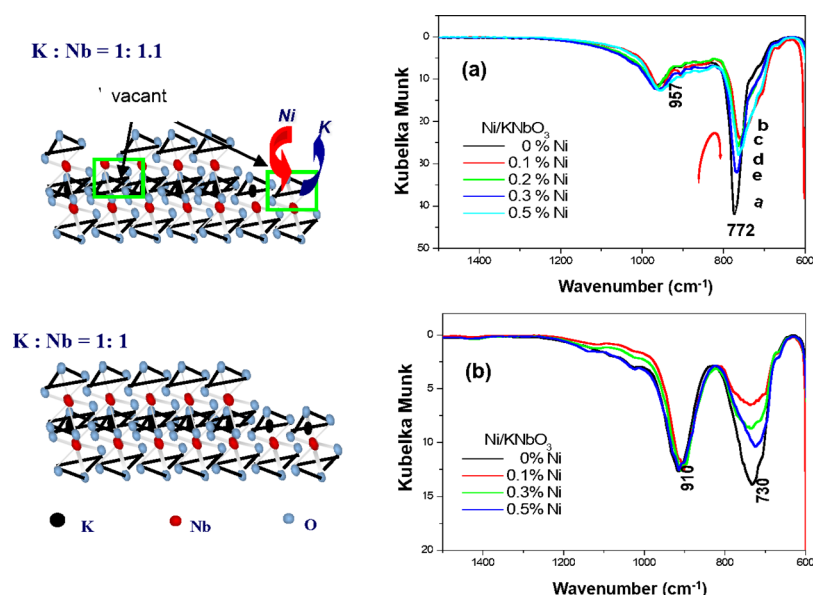 K : Nb = 1: 1.1
vacant
Ni
K
K : Nb = 1: 1
K
Nb
O
(a)
957
Ni/KNbO3
0 % Ni
0.1 % Ni
0.2 % Ni
0.3 % Ni
0.5 % Ni
b
c
d
e
a
772
0
10
20
30
40
50
Kubelka Munk
1400
1200
1000
800
600
Wavenumber (cm-1)
(b)
Ni/KNbO3
0% Ni
0.1% Ni
0.3% Ni
0.5% Ni
910
730
0
5
10
15
20
Kubelka Munk
1400
1200
1000
800
600
Wavenumber (cm-1)